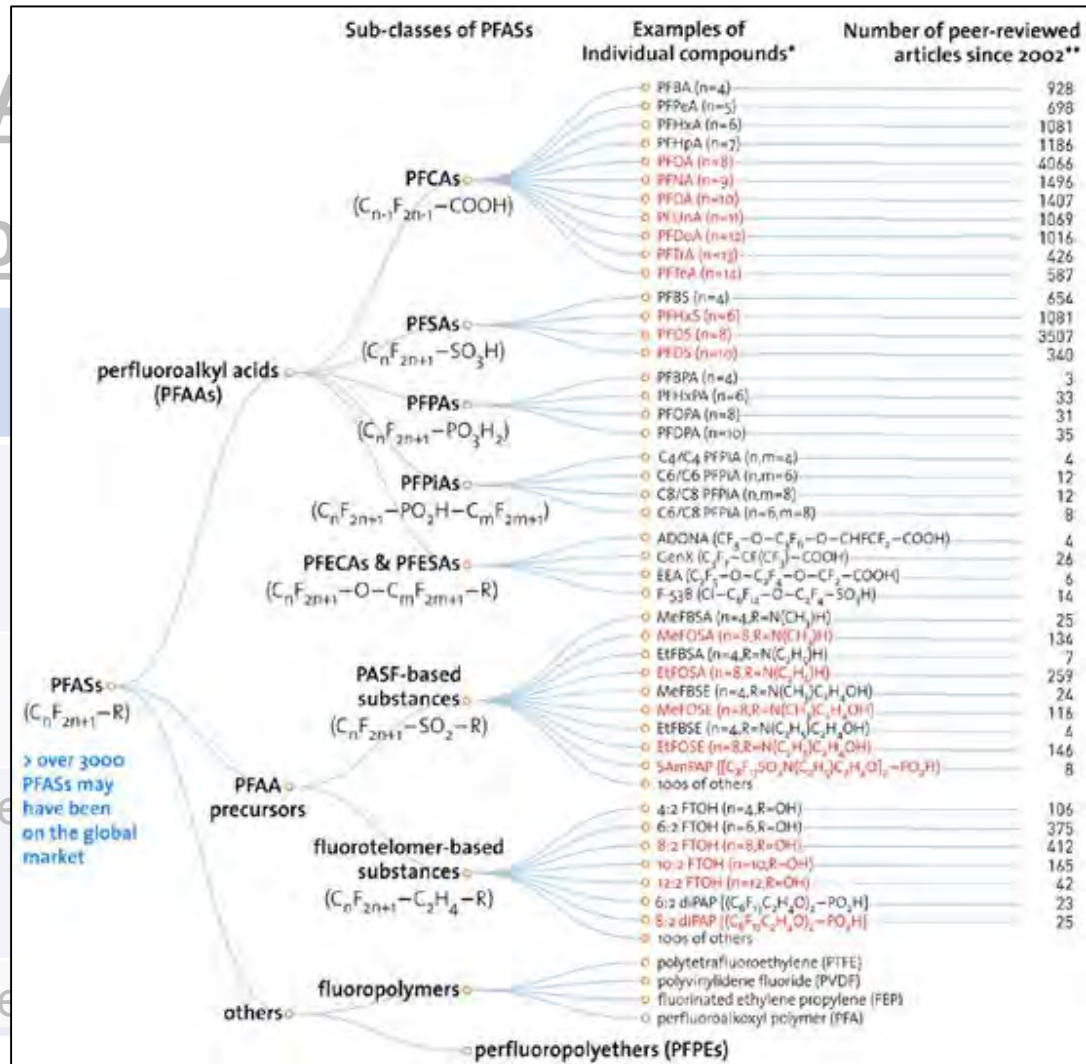 Sub-classes of PFASs
Examples of
Individual compounds*
Number of peer-reviewed
articles since 2002**
PFASs
(CₙF₂ₙ₊₁–R)
> over 3000
PFASs may
have been
on the global
market
perfluoroalkyl acids
(PFAAs)
PFCAs
(Cₙ₋₁F₂ₙ₋₁–COOH)
PFBA (n=4) 928
PFPeA (n=5) 698
PFHxA (n=6) 1081
PFHpA (n=7) 1186
PFOA (n=8) 4066
PFNA (n=9) 1496
PFDA (n=10) 1407
PFUnA (n=11) 1069
PFDoA (n=12) 1016
PFTrA (n=13) 426
PFTeA (n=14) 587
PFSAs
(CₙF₂ₙ₊₁–SO₃H)
PFBS (n=4) 654
PFHxS (n=6) 1081
PFOS (n=8) 3507
PFDS (n=10) 340
PFPAs
(CₙF₂ₙ₊₁–PO₃H₂)
PFBPA (n=4) 3
PFHxPA (n=6) 33
PFOPA (n=8) 31
PFDPA (n=10) 35
PFPiAs
(CₙF₂ₙ₊₁–PO₂H–CₘF₂ₘ₊₁)
C4/C4 PFPiA (n,m=4) 4
C6/C6 PFPiA (n,m=6) 12
C8/C8 PFPiA (n,m=8) 12
C6/C8 PFPiA (n=6,m=8) 8
PFECAs & PFESAs
(CₙF₂ₙ₊₁–O–CₘF₂ₘ₊₁–R)
ADONA (CF₃–O–C₃F₆–O–CHFCF₂–COOH) 4
GenX (C₃F₇–CF(CF₃)–COOH) 26
EEA (C₂F₅–O–C₂F₄–O–CF₂–COOH) 6
F-53B (Cl–C₆F₁₂–O–C₂F₄–SO₃H) 14
PFAA
precursors
PASF-based
substances
(CₙF₂ₙ₊₁–SO₂–R)
MeFBSA (n=4,R=N(CH₃)H) 25
MeFOSA (n=8,R=N(CH₃)H) 134
EtFBSA (n=4,R=N(C₂H₅)H) 7
EtFOSA (n=8,R=N(C₂H₅)H) 259
MeFBSE (n=4,R=N(CH₃)C₂H₄OH) 24
MeFOSE (n=8,R=N(CH₃)C₂H₄OH) 116
EtFBSE (n=4,R=N(C₂H₅)C₂H₄OH) 4
EtFOSE (n=8,R=N(C₂H₅)C₂H₄OH) 146
SAmPAP [(C₈F₁₇SO₂N(C₂H₅)C₂H₄O]₂–PO₂H) 8
100s of others
fluorotelomer-based
substances
(CₙF₂ₙ₊₁–C₂H₄–R)
4:2 FTOH (n=4,R=OH) 106
6:2 FTOH (n=6,R=OH) 375
8:2 FTOH (n=8,R=OH) 412
10:2 FTOH (n=10,R=OH) 165
12:2 FTOH (n=12,R=OH) 42
6:2 diPAP [(C₆F₁₃C₂H₄O)₂–PO₂H] 23
8:2 diPAP [(C₈F₁₇C₂H₄O)₂–PO₂H] 25
100s of others
others
fluoropolymers
polytetrafluoroethylene (PTFE)
polyvinylidene fluoride (PVDF)
fluorinated ethylene propylene (FEP)
perfluoroalkoxyl polymer (PFA)
perfluoropolyethers (PFPEs)